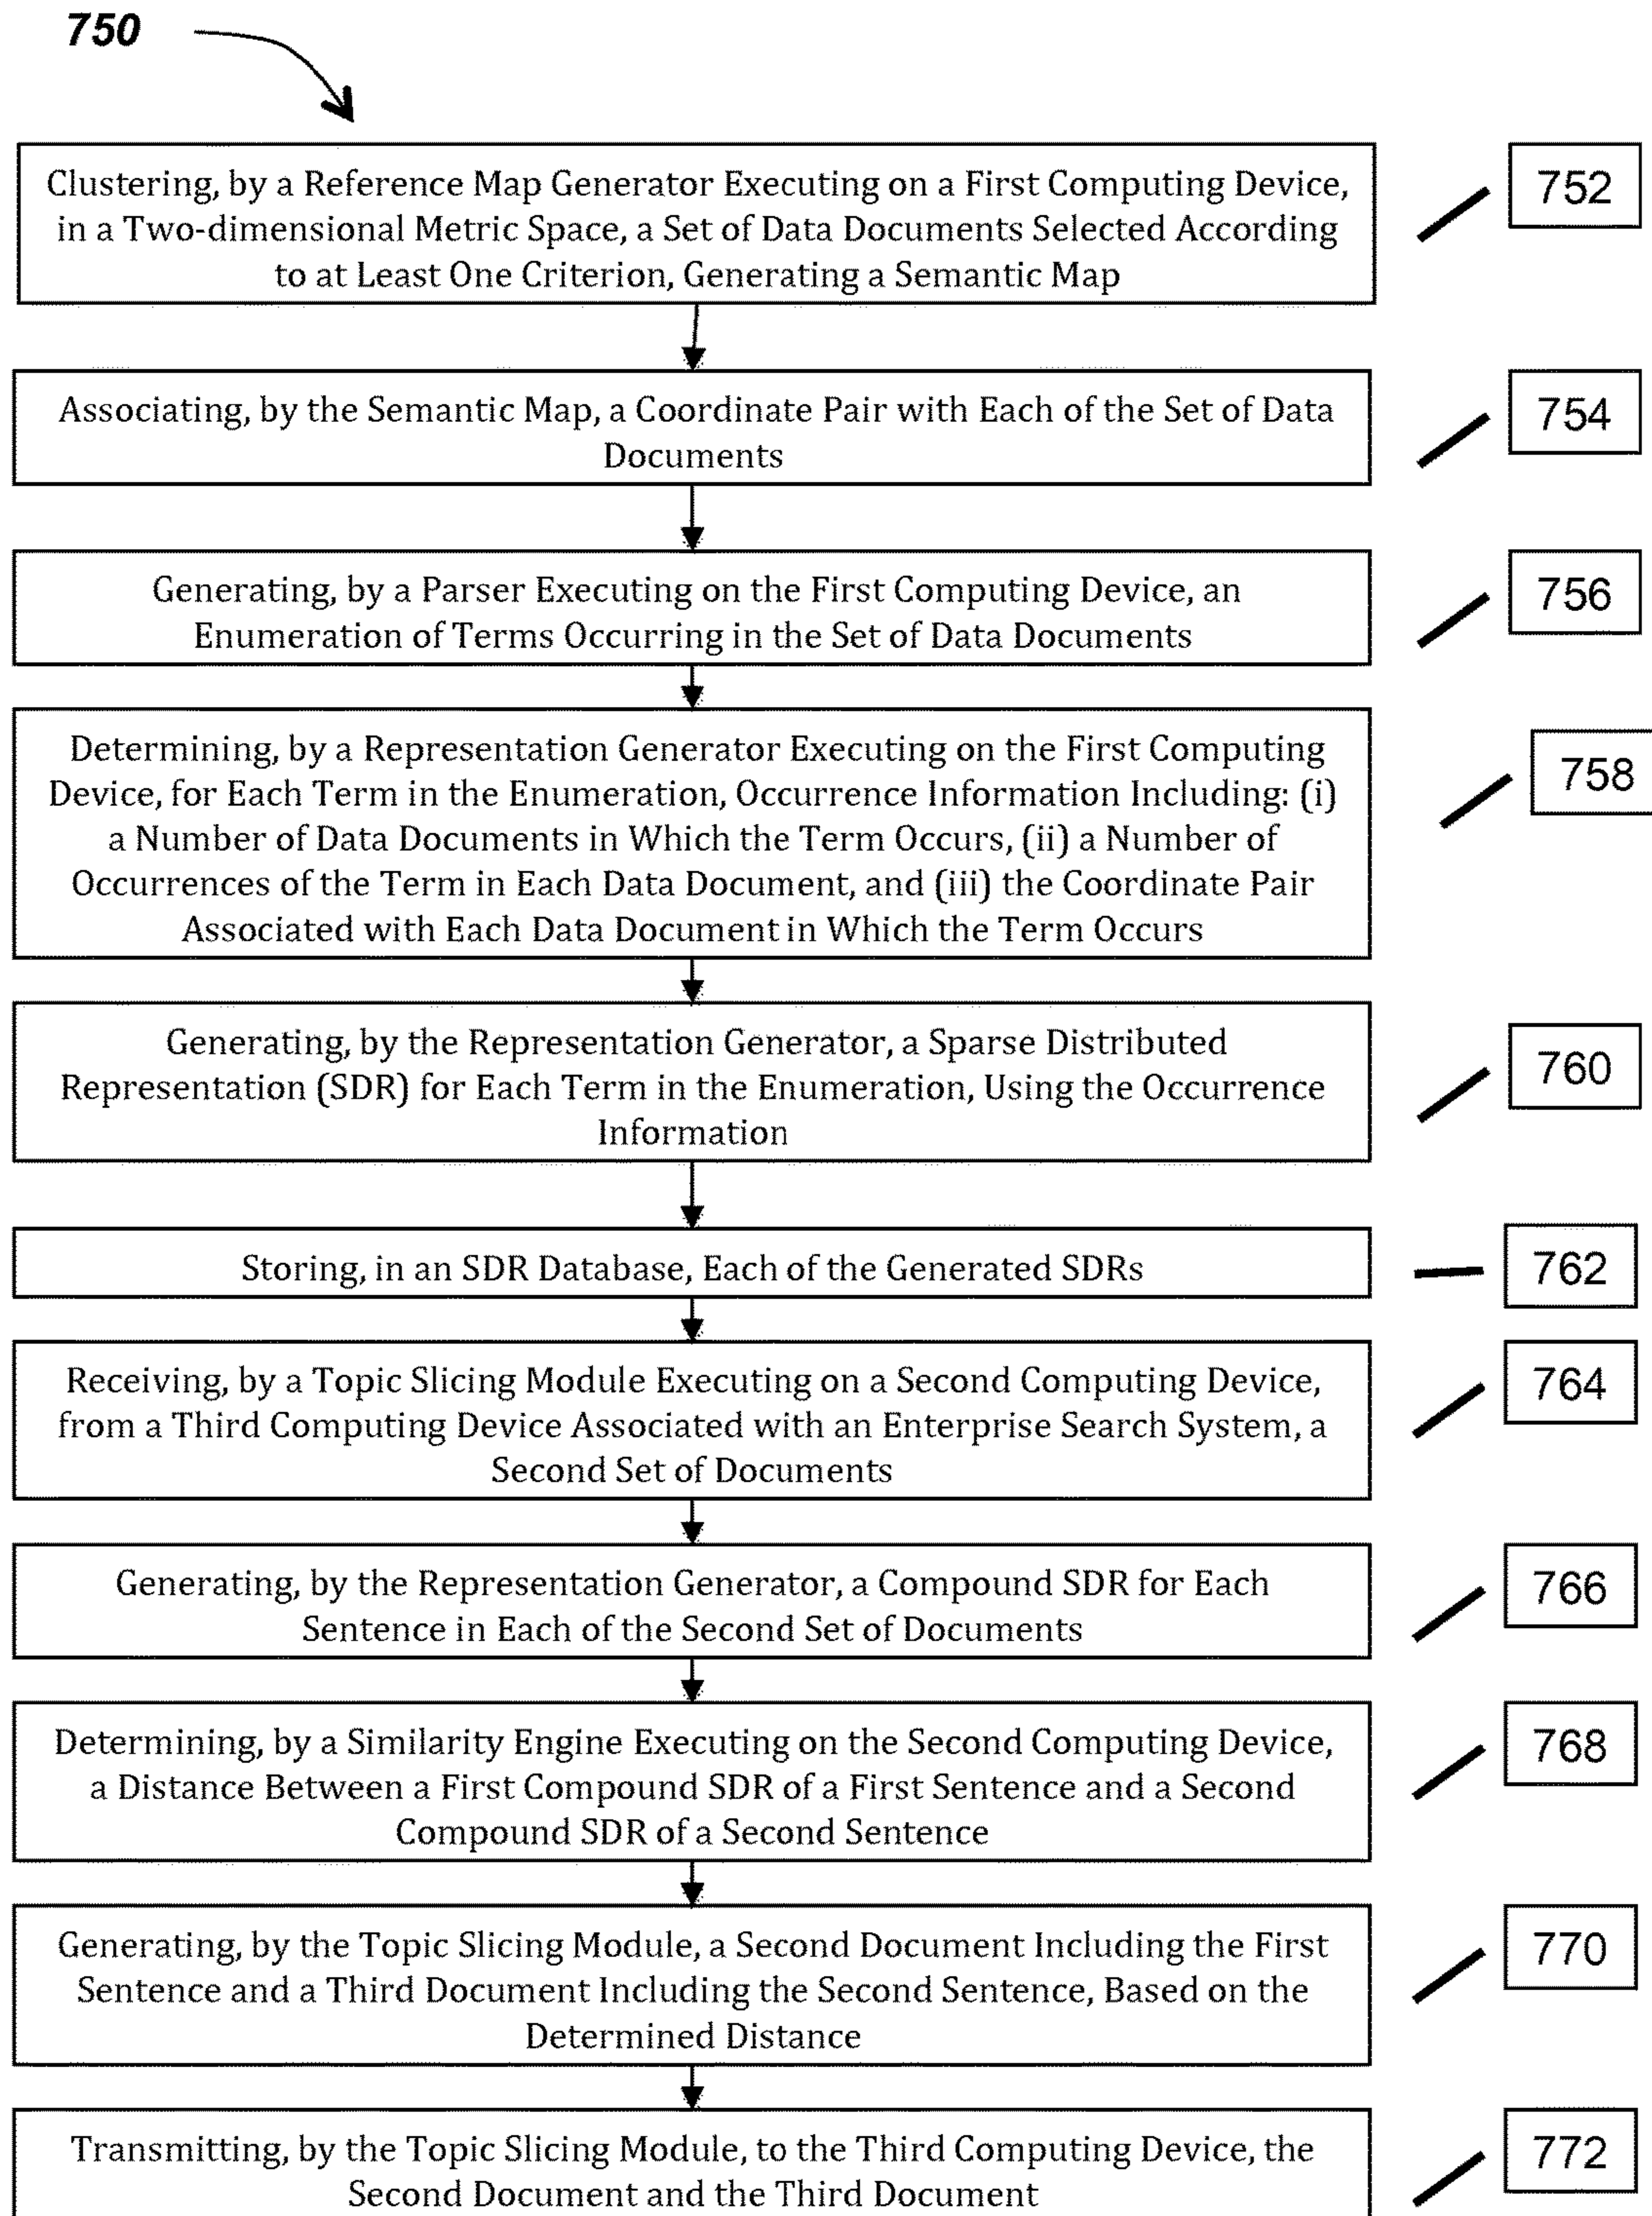 750
Clustering, by a Reference Map Generator Executing on a First Computing Device,
in a Two-dimensional Metric Space, a Set of Data Documents Selected According
to at Least One Criterion, Generating a Semantic Map
752
Associating, by the Semantic Map, a Coordinate Pair with Each of the Set of Data
Documents
754
Generating, by a Parser Executing on the First Computing Device, an
Enumeration of Terms Occurring in the Set of Data Documents
756
Determining, by a Representation Generator Executing on the First Computing
Device, for Each Term in the Enumeration, Occurrence Information Including: (i)
a Number of Data Documents in Which the Term Occurs, (ii) a Number of
Occurrences of the Term in Each Data Document, and (iii) the Coordinate Pair
Associated with Each Data Document in Which the Term Occurs
758
Generating, by the Representation Generator, a Sparse Distributed
Representation (SDR) for Each Term in the Enumeration, Using the Occurrence
Information
760
Storing, in an SDR Database, Each of the Generated SDRs
762
Receiving, by a Topic Slicing Module Executing on a Second Computing Device,
from a Third Computing Device Associated with an Enterprise Search System, a
Second Set of Documents
764
Generating, by the Representation Generator, a Compound SDR for Each
Sentence in Each of the Second Set of Documents
766
Determining, by a Similarity Engine Executing on the Second Computing Device,
a Distance Between a First Compound SDR of a First Sentence and a Second
Compound SDR of a Second Sentence
768
Generating, by the Topic Slicing Module, a Second Document Including the First
Sentence and a Third Document Including the Second Sentence, Based on the
Determined Distance
770
Transmitting, by the Topic Slicing Module, to the Third Computing Device, the
Second Document and the Third Document
772